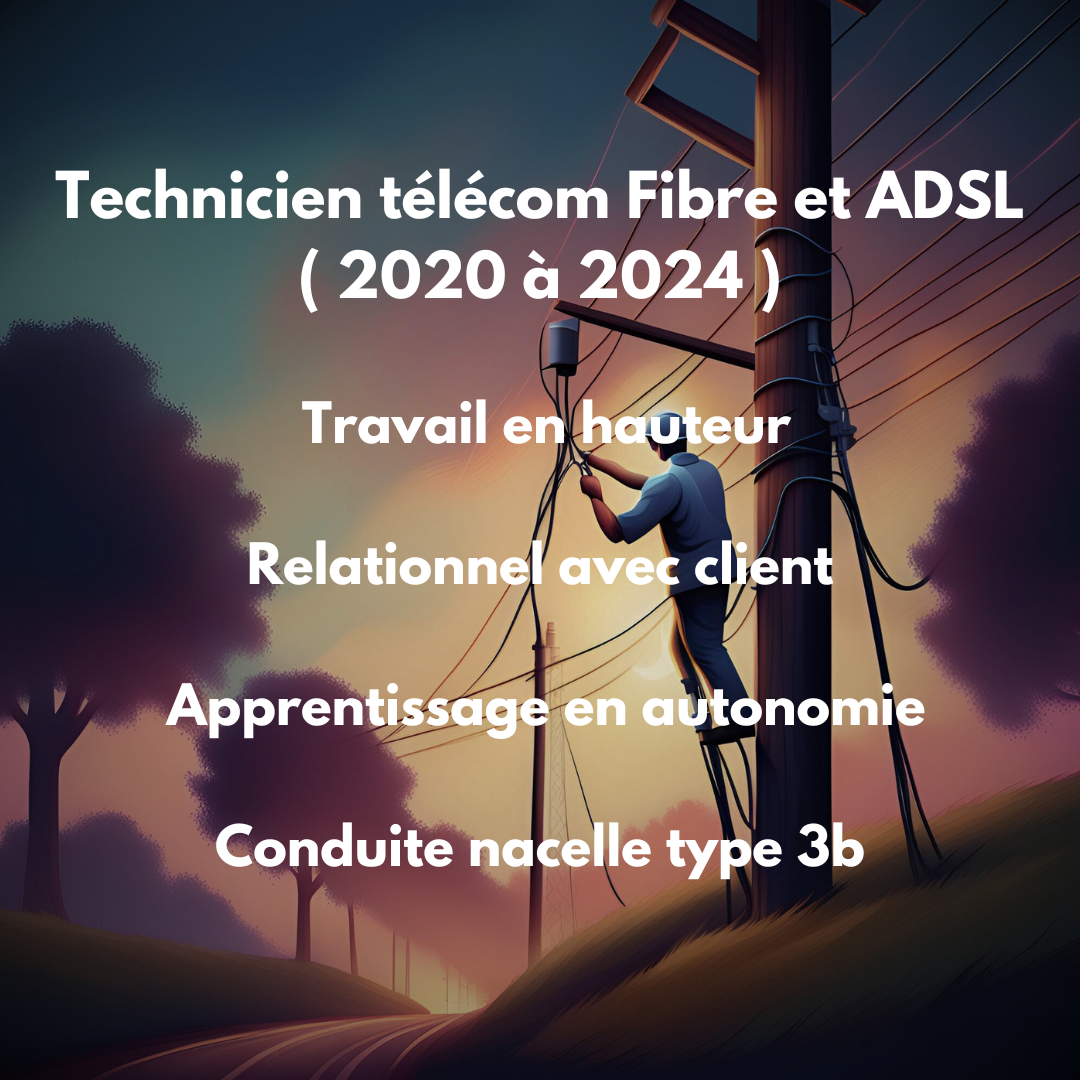 Technicien télécom Fibre et ADSL
( 2020 à 2024 )
Travail en hauteur
Relationnel avec client
Apprentissage en autonomie
Conduite nacelle type 3b